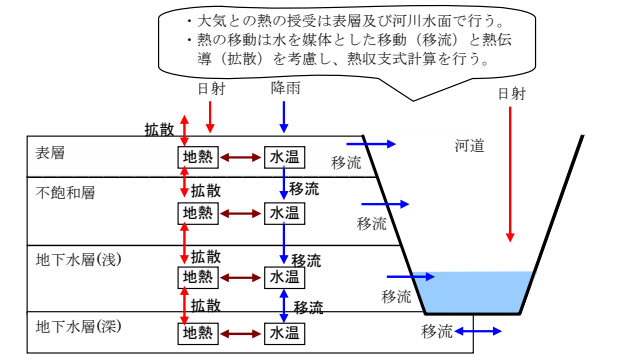 ・大気との熱の授受は表層及び河川水面で行う。
・熱の移動は水を媒体とした移動（移流）と熱伝
導（拡散）を考慮し、熱収支式計算を行う。
日射
降雨
日射
拡散
表層
地熱
水温
移流
河道
不飽和層
拡散
移流
地熱
水温
移流
地下水層(浅)
拡散
移流
地熱
水温
移流
拡散
移流
地下水層(深)
地熱
水温
移流